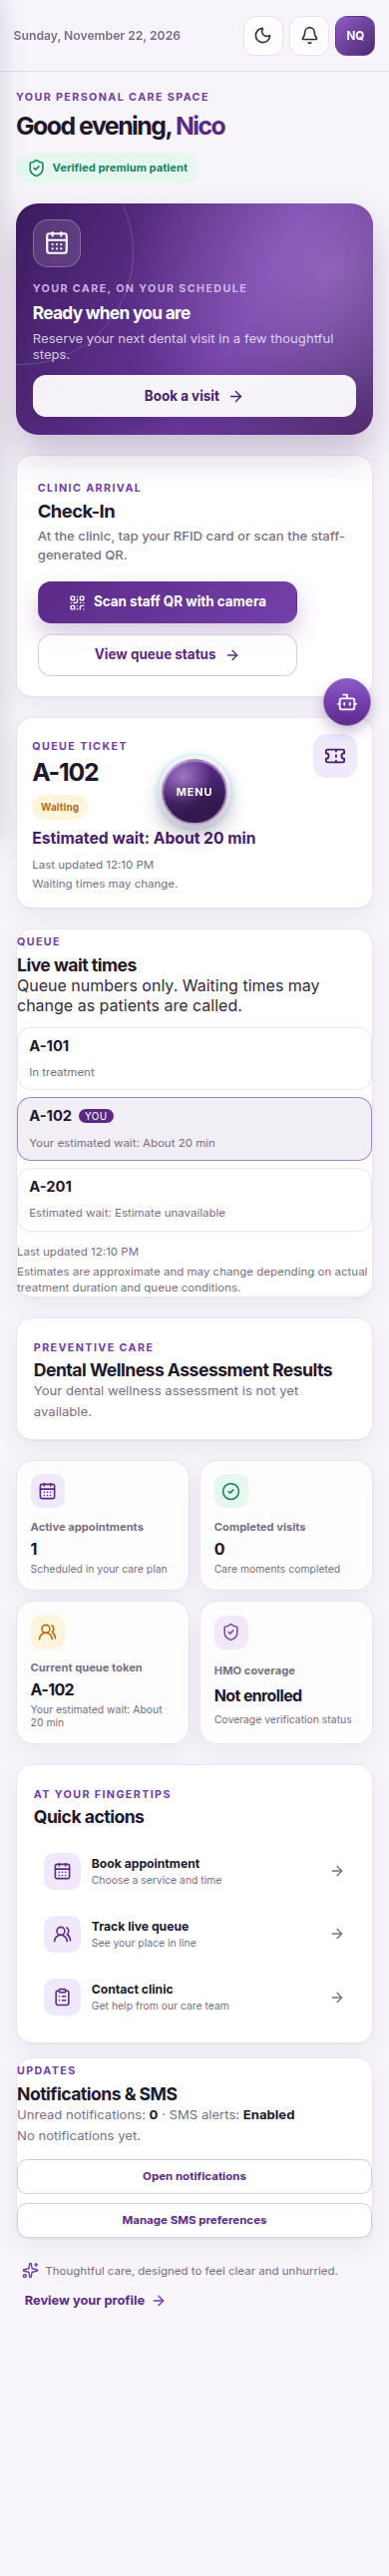 Sunday, November 22, 2026
NQ
YOUR PERSONAL CARE SPACE
Good evening, Nico
Verified premium patient
YOUR CARE, ON YOUR SCHEDULE
Ready when you are
Reserve your next dental visit in a few thoughtful
steps.
Book a visit
CLINIC ARRIVAL
Check-In
At the clinic, tap your RFID card or scan the staff-
generated QR.
Scan staff QR with camera
View queue status
QUEUE TICKET
A-102
Waiting
MENU
Estimated wait: About 20 min
Last updated 12:10 PM
Waiting times may change.
QUEUE
Live wait times
Queue numbers only. Waiting times may
change as patients are called.
A-101
In treatment
A-102 YOU
Your estimated wait: About 20 min
A-201
Estimated wait: Estimate unavailable
Last updated 12:10 PM
Estimates are approximate and may change depending on actual
treatment duration and queue conditions.
PREVENTIVE CARE
Dental Wellness Assessment Results
Your dental wellness assessment is not yet
available.
Active appointments
1
Scheduled in your care plan
Completed visits
0
Care moments completed
Current queue token
A-102
Your estimated wait: About
20 min
HMO coverage
Not enrolled
Coverage verification status
AT YOUR FINGERTIPS
Quick actions
Book appointment
Choose a service and time
Track live queue
See your place in line
Contact clinic
Get help from our care team
UPDATES
Notifications & SMS
Unread notifications: 0 · SMS alerts: Enabled
No notifications yet.
Open notifications
Manage SMS preferences
Thoughtful care, designed to feel clear and unhurried.
Review your profile